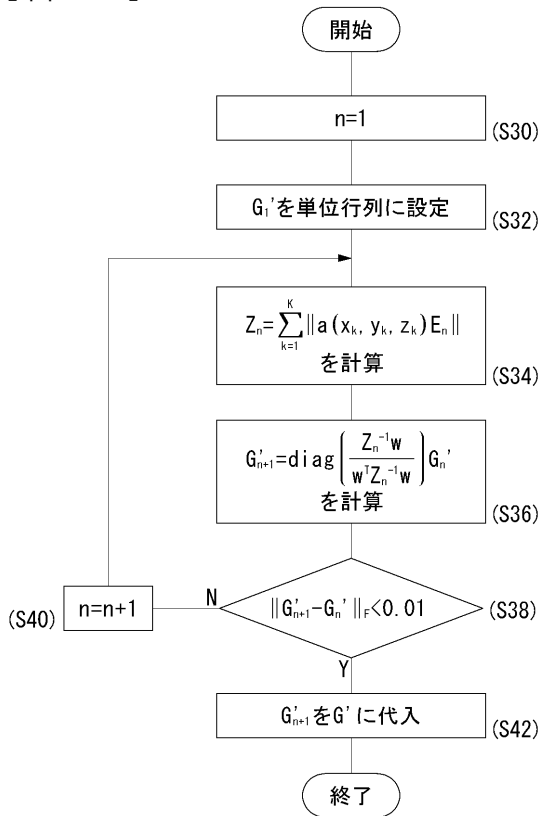 開始
n=1
(S30)
G₁'を単位行列に設定
(S32)
Zₙ=∑ₖ₌₁ᴷ‖a(xₖ, yₖ, zₖ)Eₙ‖
を計算
(S34)
G'ₙ₊₁=diag(Zₙ⁻¹w/wᵀZₙ⁻¹w)Gₙ'
を計算
(S36)
‖G'ₙ₊₁−Gₙ'‖F<0.01
(S38)
N
n=n+1
(S40)
Y
G'ₙ₊₁をG'に代入
(S42)
終了